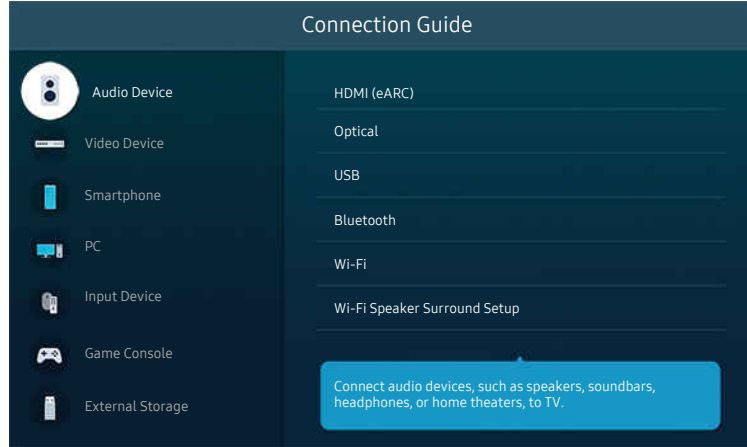 Connection Guide
Audio Device
Video Device
Smartphone
PC
Input Device
Game Console
External Storage
HDMI (eARC)
Optical
USB
Bluetooth
Wi-Fi
Wi-Fi Speaker Surround Setup
Connect audio devices, such as speakers, soundbars,
headphones, or home theaters, to TV.